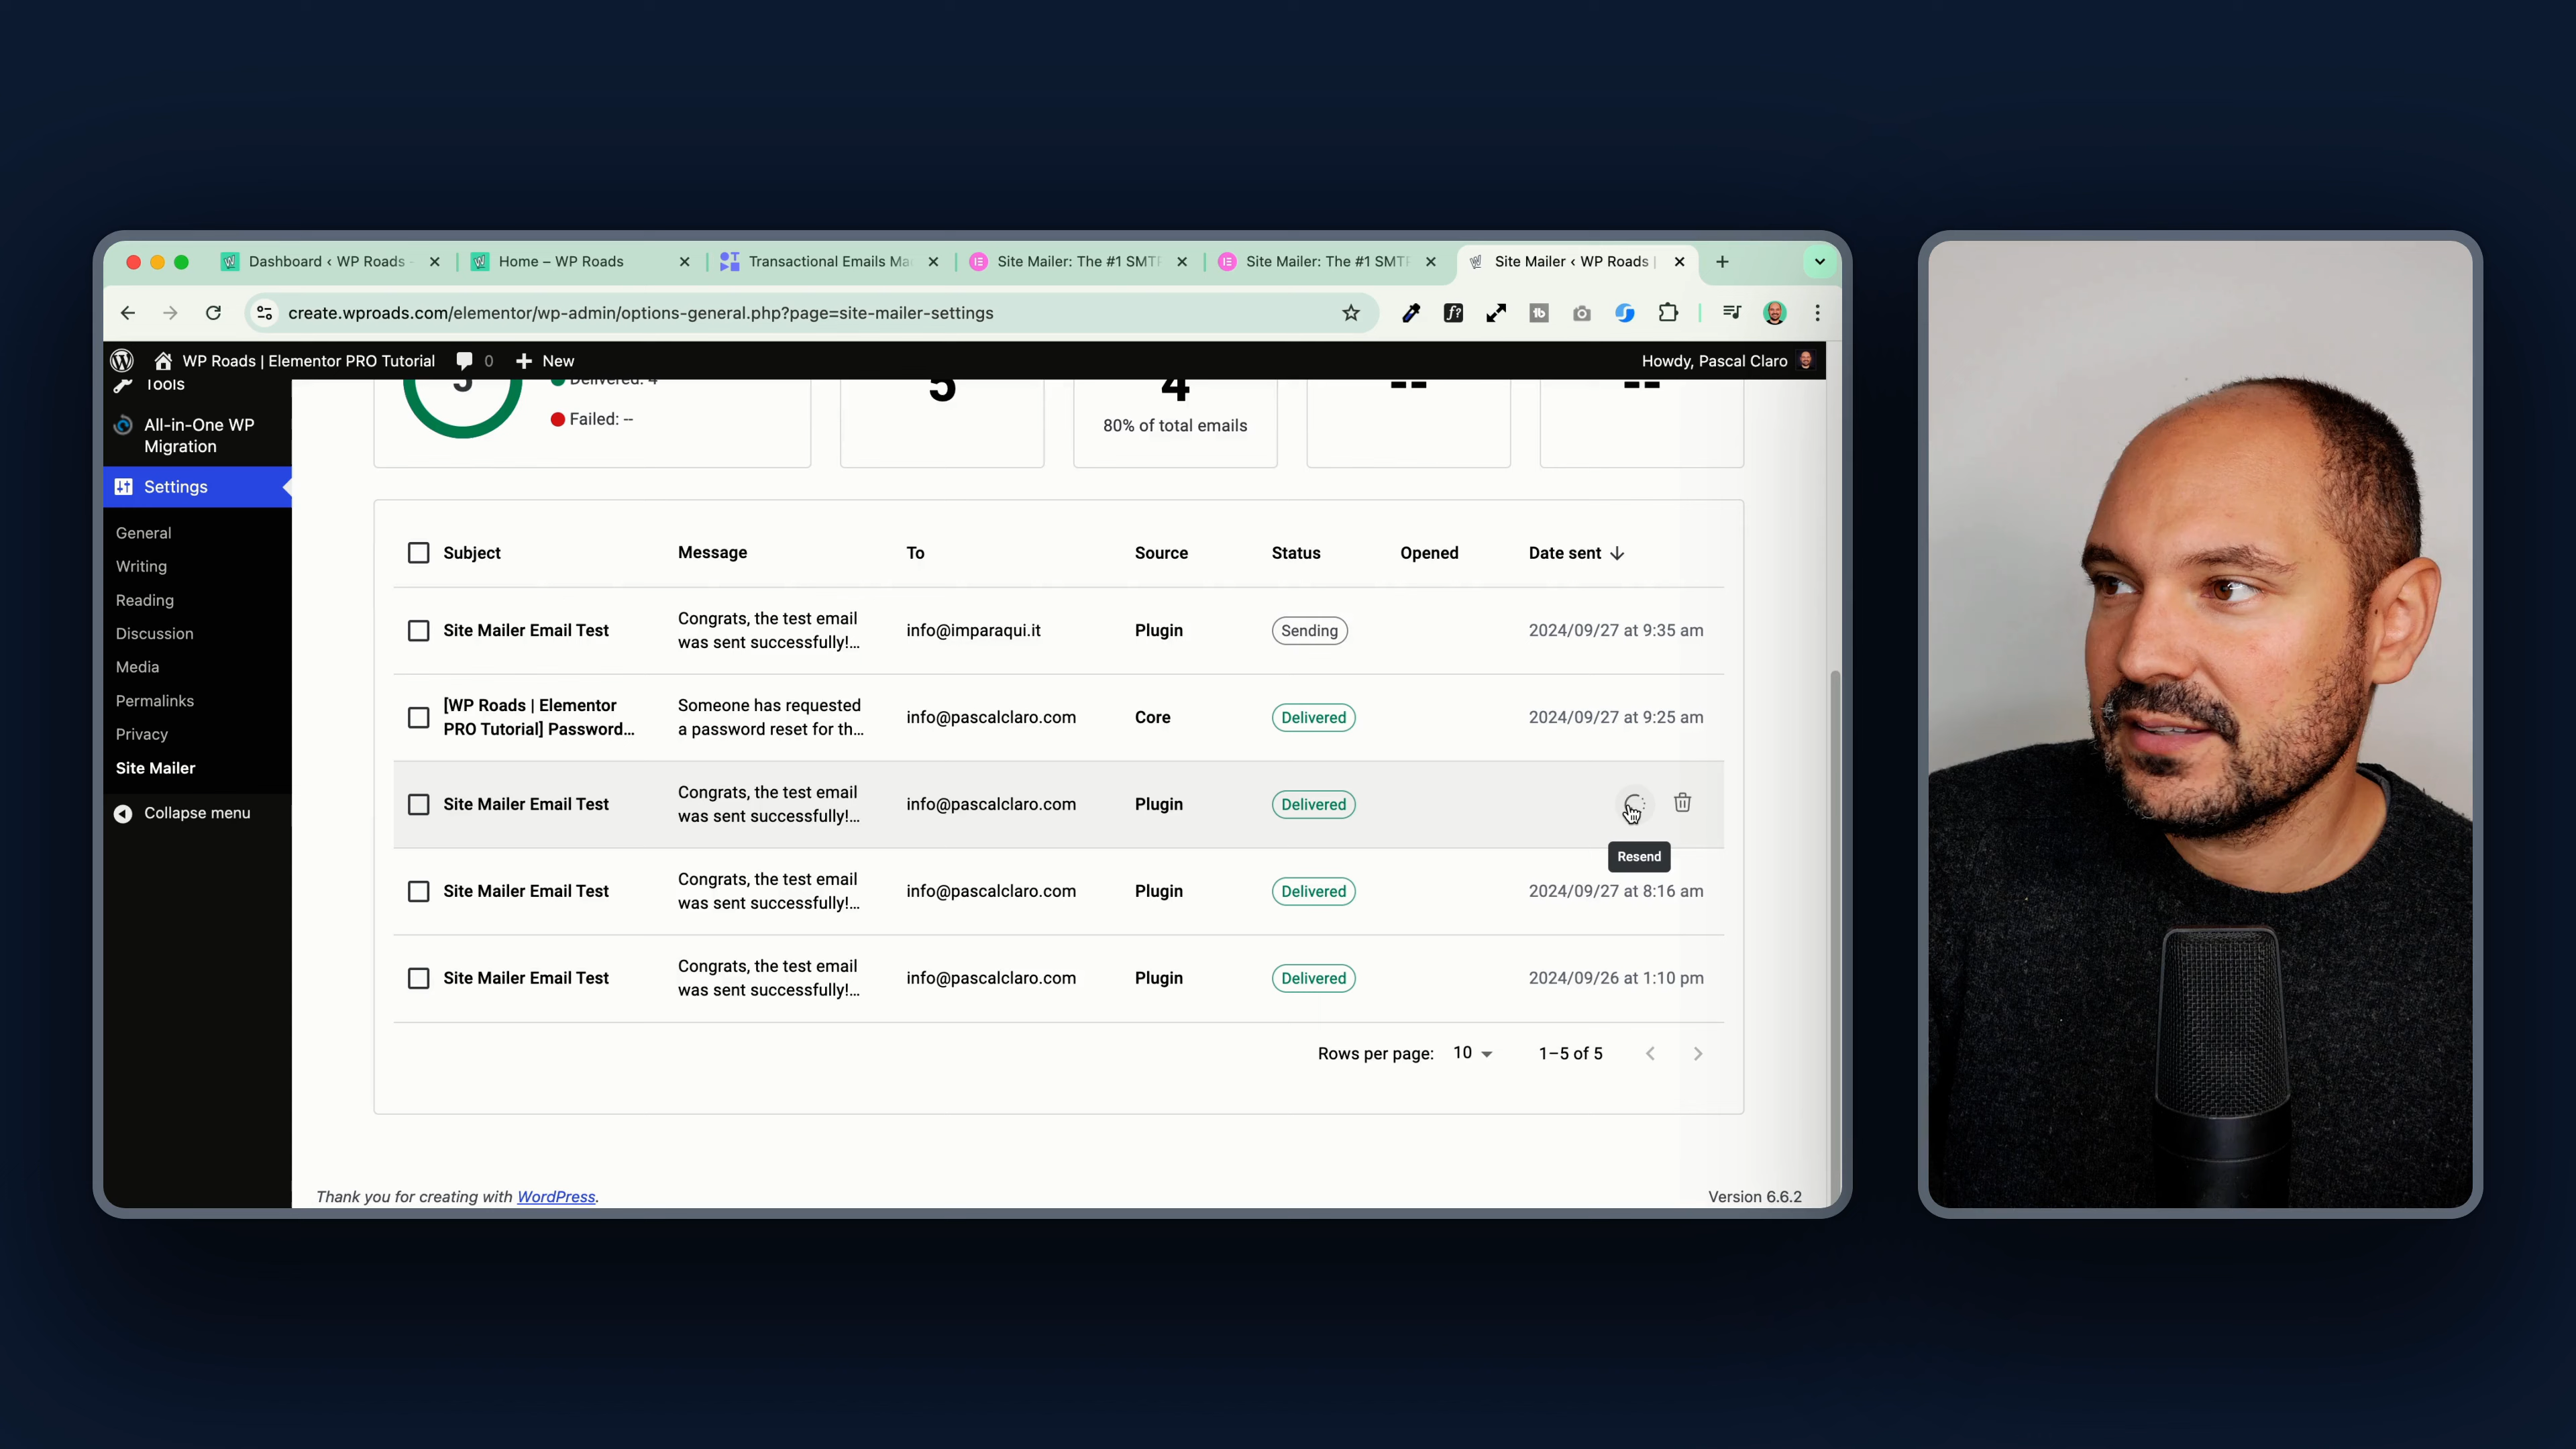 Dashboard ‹ WP Roads -
Home – WP Roads
Transactional Emails Ma
Site Mailer: The #1 SMTP
Site Mailer: The #1 SMTP
Site Mailer ‹ WP Roads |
create.wproads.com/elementor/wp-admin/options-general.php?page=site-mailer-settings
f?
tb
WP Roads | Elementor PRO Tutorial
0
New
Howdy, Pascal Claro
Tools
All-in-One WP
Migration
Settings
General
Writing
Reading
Discussion
Media
Permalinks
Privacy
Site Mailer
Collapse menu
5
Delivered: 4
Failed: --
5
4
80% of total emails
--
--
Subject Message To Source Status Opened Date sent
Site Mailer Email Test
Congrats, the test email
was sent successfully!...
info@imparaqui.it
Plugin
Sending
2024/09/27 at 9:35 am
[WP Roads | Elementor
PRO Tutorial] Password...
Someone has requested
a password reset for th...
info@pascalclaro.com
Core
Delivered
2024/09/27 at 9:25 am
Site Mailer Email Test
Congrats, the test email
was sent successfully!...
info@pascalclaro.com
Plugin
Delivered
Resend
Site Mailer Email Test
Congrats, the test email
was sent successfully!...
info@pascalclaro.com
Plugin
Delivered
2024/09/27 at 8:16 am
Site Mailer Email Test
Congrats, the test email
was sent successfully!...
info@pascalclaro.com
Plugin
Delivered
2024/09/26 at 1:10 pm
Rows per page: 10 1–5 of 5
Thank you for creating with WordPress.
Version 6.6.2